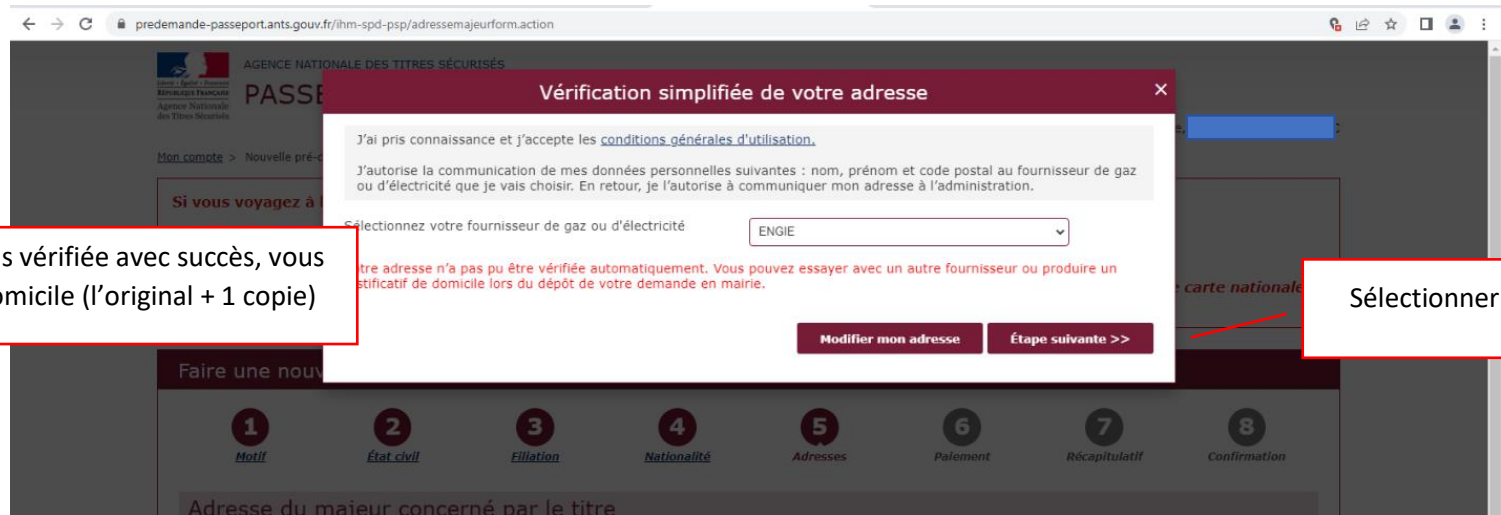 predemande-passeport.ants.gouv.fr/ihm-spd-psp/adressemajeurform.action
AGENCE NATIONALE DES TITRES SÉCURISÉS
Liberté • Égalité • Fraternité
RÉPUBLIQUE FRANÇAISE
Agence Nationale
des Titres Sécurisés
PASSE
Vérification simplifiée de votre adresse
×
J'ai pris connaissance et j'accepte les conditions générales d'utilisation.
Mon compte > Nouvelle pré-d
J'autorise la communication de mes données personnelles suivantes : nom, prénom et code postal au fournisseur de gaz
ou d'électricité que je vais choisir. En retour, je l'autorise à communiquer mon adresse à l'administration.
Si vous voyagez à l
Sélectionnez votre fournisseur de gaz ou d'électricité
ENGIE
s vérifiée avec succès, vous
omicile (l'original + 1 copie)
tre adresse n'a pas pu être vérifiée automatiquement. Vous pouvez essayer avec un autre fournisseur ou produire un
stificatif de domicile lors du dépôt de votre demande en mairie.
e carte nationale
Sélectionner
Modifier mon adresse
Étape suivante >>
Faire une nouv
1 2 3 4 5 6 7 8
Motif État civil Filiation Nationalité Adresses Paiement Récapitulatif Confirmation
Adresse du majeur concerné par le titre